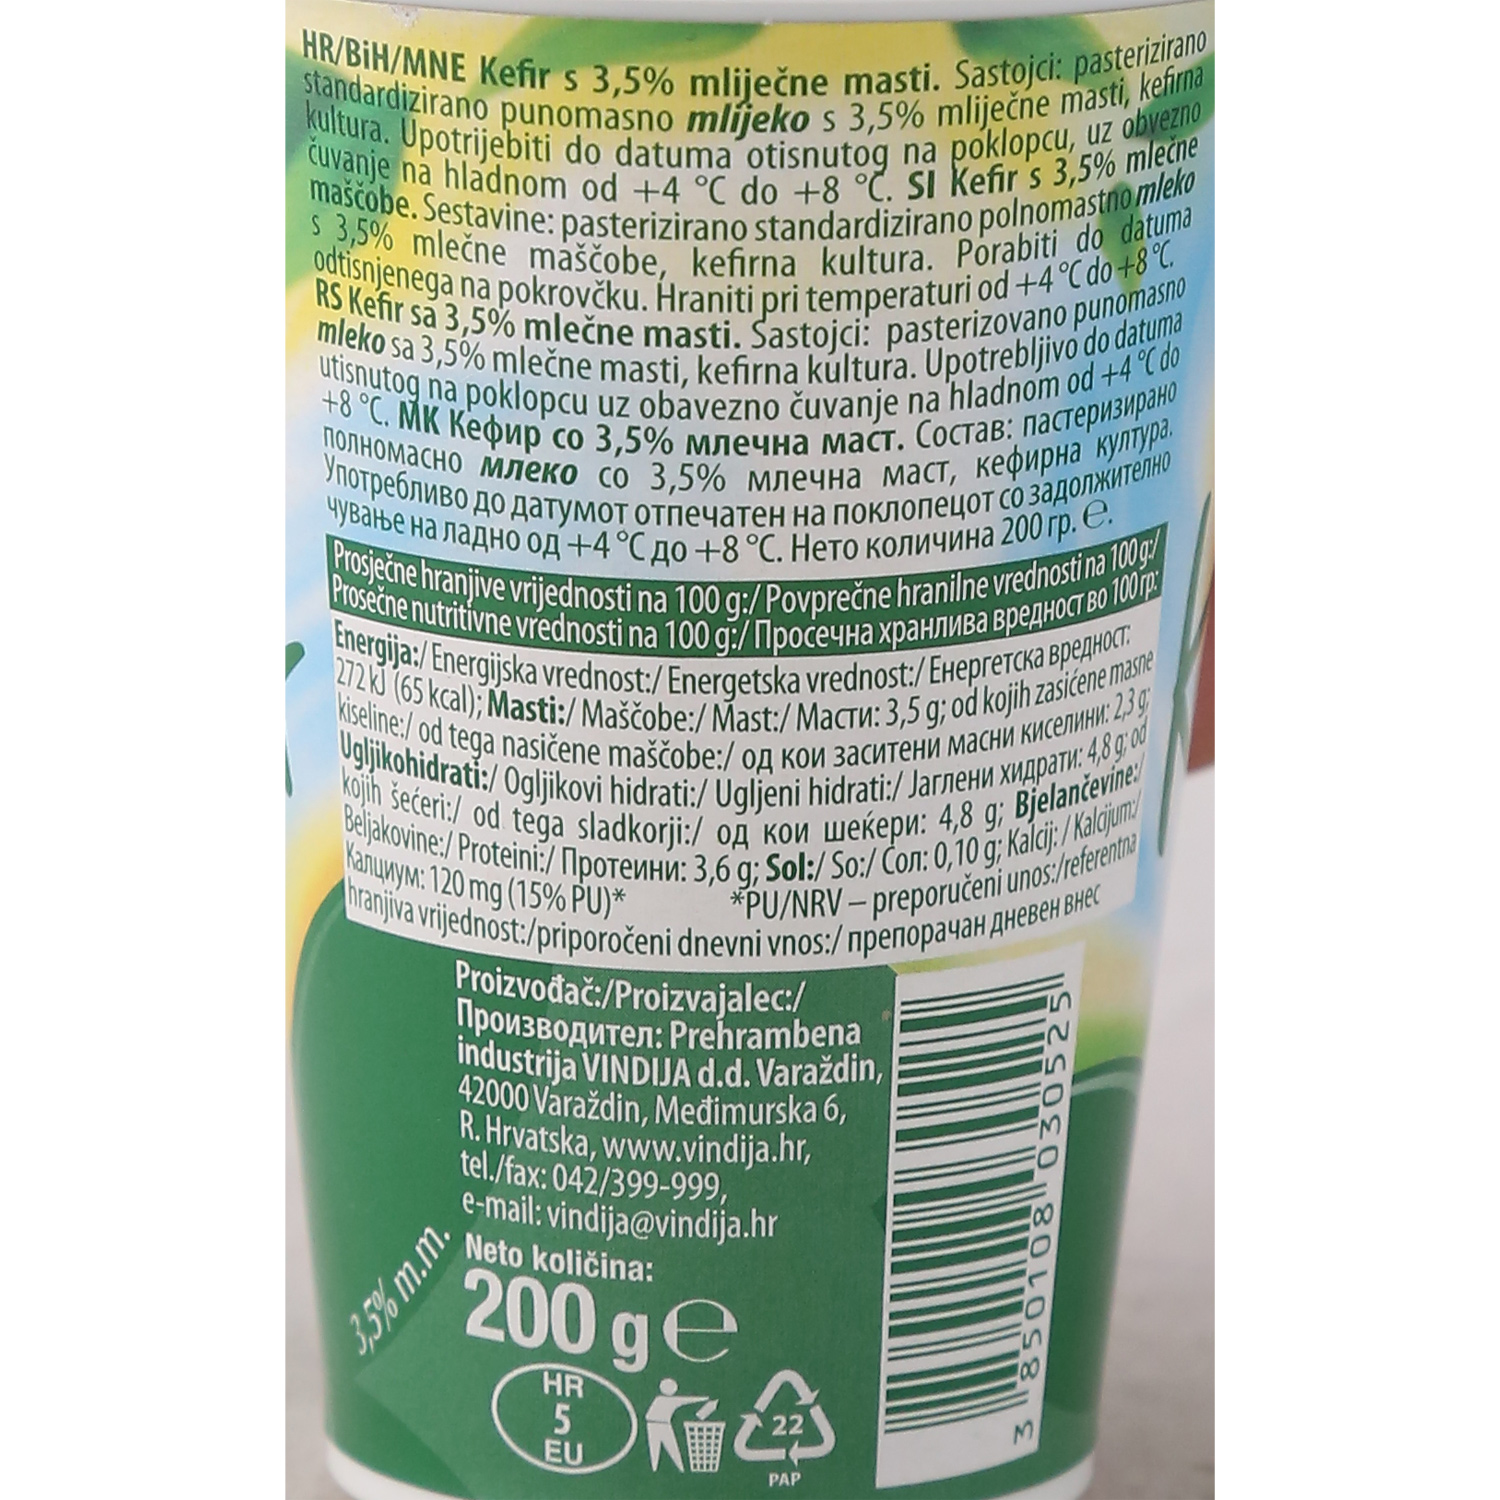 HR/BiH/MNE Kefir s 3,5% mliječne masti. Sastojci: pasterizirano
standardizirano punomasno mlijeko s 3,5% mliječne masti, kefirna
kultura. Upotrijebiti do datuma otisnutog na poklopcu, uz obvezno
čuvanje na hladnom od +4 °C do +8 °C. SI Kefir s 3,5% mlečne
maščobe. Sestavine: pasterizirano standardizirano polnomastno mleko
s 3,5% mlečne maščobe, kefirna kultura. Porabiti do datuma
odtisnjenega na pokrovčku. Hraniti pri temperaturi od +4 °C do +8 °C.
RS Kefir sa 3,5% mlečne masti. Sastojci: pasterizovano punomasno
mleko sa 3,5% mlečne masti, kefirna kultura. Upotrebljivo do datuma
utisnutog na poklopcu uz obavezno čuvanje na hladnom od +4 °C do
+8 °C. МК Кефир со 3,5% млечна маст. Состав: пастеризирано
полномасно млеко со 3,5% млечна маст, кефирна култура.
Употребливо до датумот отпечатен на поклопецот со задолжително
чување на ладно од +4 °C до +8 °C. Нето количина 200 гр. ℮.
Prosječne hranjive vrijednosti na 100 g:/ Povprečne hranilne vrednosti na 100 g:/
Prosečne nutritivne vrednosti na 100 g:/ Просечна хранлива вредност во 100 гр:
Energija:/ Energijska vrednost:/ Energetska vrednost:/ Енергетска вредност:
272 kJ (65 kcal); Masti:/ Maščobe:/ Mast:/ Масти: 3,5 g; od kojih zasićene masne
kiseline:/ od tega nasičene maščobe:/ од кои заситени масни киселини: 2,3 g;
Ugljikohidrati:/ Ogljikovi hidrati:/ Ugljeni hidrati:/ Јаглени хидрати: 4,8 g; od
kojih šećeri:/ od tega sladkorji:/ од кои шеќери: 4,8 g; Bjelančevine:/
Beljakovine:/ Proteini:/ Протеини: 3,6 g; Sol:/ So:/ Сол: 0,10 g; Kalcij: / Kalcijum:/
Калциум: 120 mg (15% PU)* *PU/NRV – preporučeni unos:/referentna
hranjiva vrijednost:/priporočeni dnevni vnos:/ препорачан дневен внес
Proizvođač:/Proizvajalec:/
Производител: Prehrambena
industrija VINDIJA d.d. Varaždin,
42000 Varaždin, Međimurska 6,
R. Hrvatska, www.vindija.hr,
tel./fax: 042/399-999,
e-mail: vindija@vindija.hr
3,5% m.m.
Neto količina:
200 g ℮
HR
5
EU
22
PAP
3 850108 030525